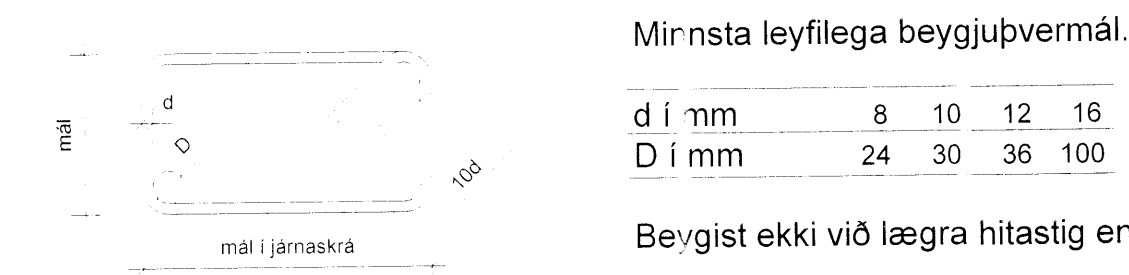 Minnsta leyfilega beygjuþvermál.
d
mál
D
10d
mál í járnaskrá
d í mm 8 10 12 16
D í mm 24 30 36 100
Beygist ekki við lægra hitastig en